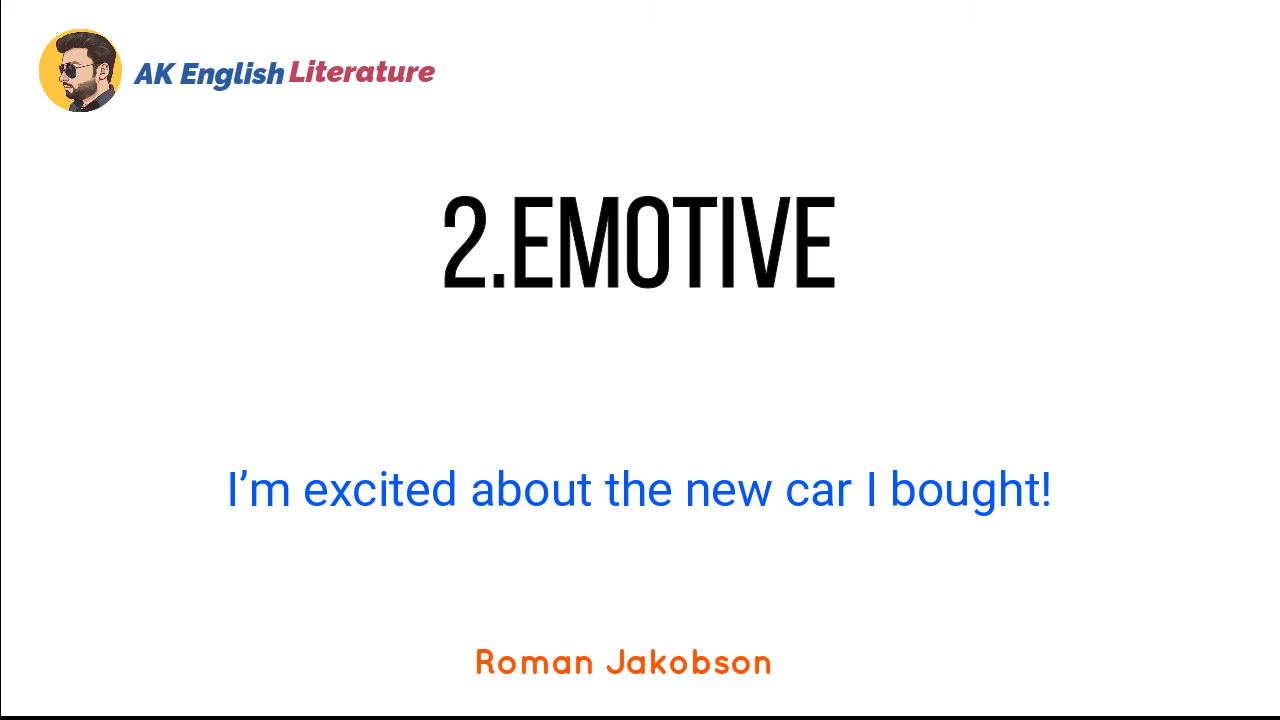 AK English Literature
2.EMOTIVE
I’m excited about the new car I bought!
Roman Jakobson